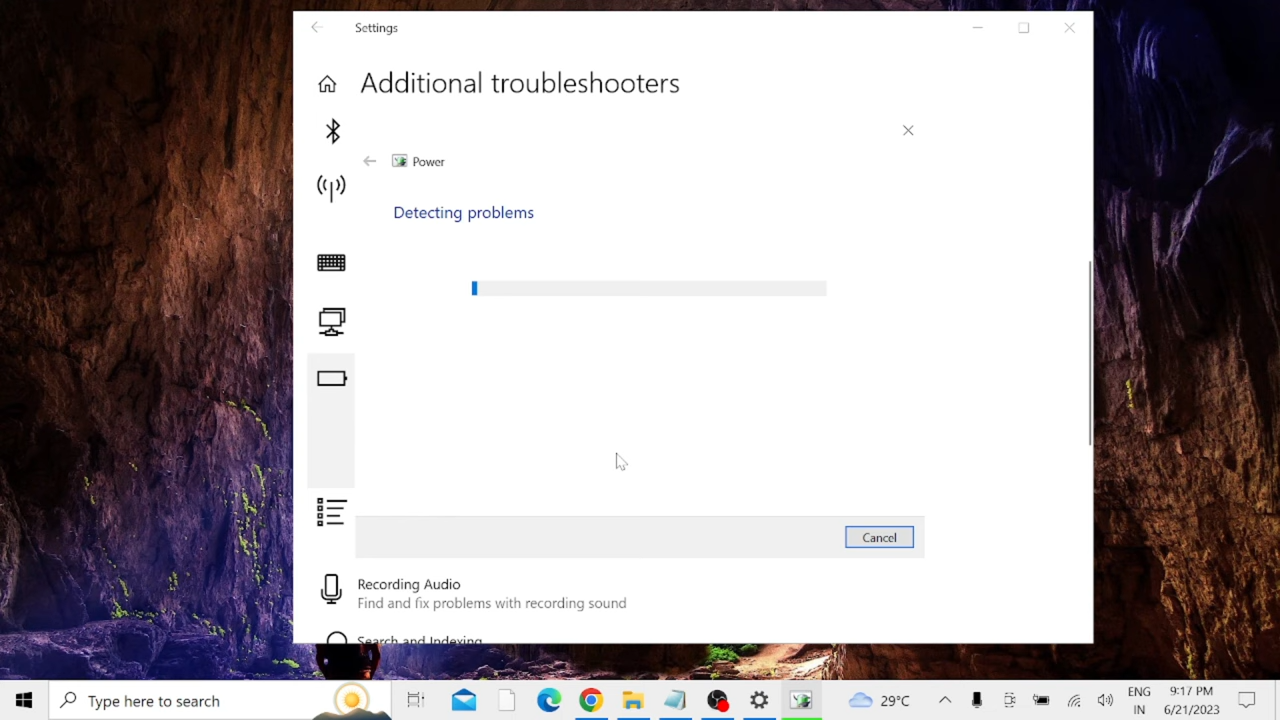 Settings
Additional troubleshooters
Power
Detecting problems
Cancel
Recording Audio
Find and fix problems with recording sound
Search and Indexing
Type here to search
29°C
ENG
IN
9:17 PM
6/21/2023